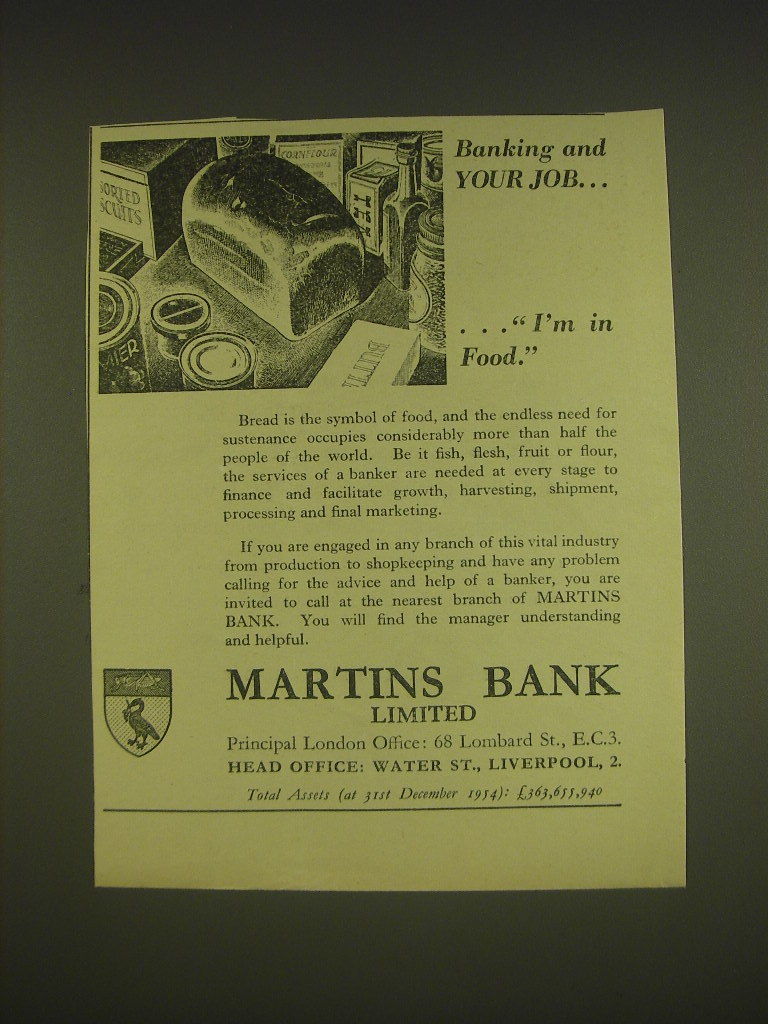 SORTED
SCUITS
CORNFLOUR
MIER
BUTTE
Banking and
YOUR JOB...
. . .“ I'm in
Food.”
Bread is the symbol of food, and the endless need for
sustenance occupies considerably more than half the
people of the world. Be it fish, flesh, fruit or flour,
the services of a banker are needed at every stage to
finance and facilitate growth, harvesting, shipment,
processing and final marketing.
If you are engaged in any branch of this vital industry
from production to shopkeeping and have any problem
calling for the advice and help of a banker, you are
invited to call at the nearest branch of MARTINS
BANK. You will find the manager understanding
and helpful.
MARTINS BANK
LIMITED
Principal London Office: 68 Lombard St., E.C.3.
HEAD OFFICE: WATER ST., LIVERPOOL, 2.
Total Assets (at 31st December 1954): £363,655,940